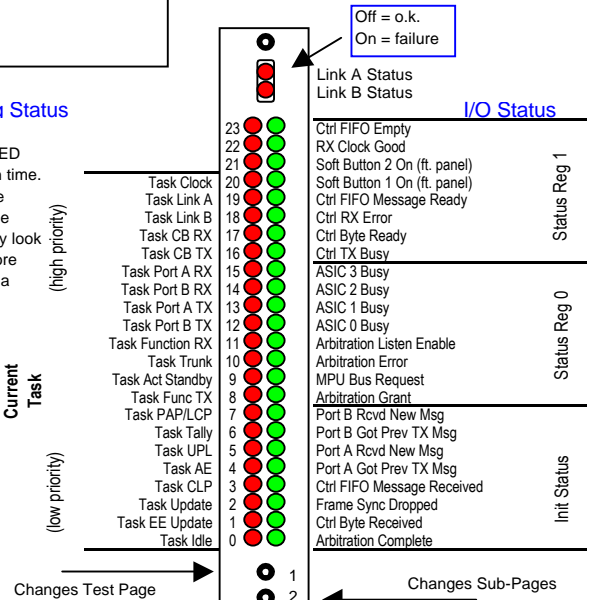 Off = o.k.
On = failure
Link A Status
Link B Status
g Status
I/O Status
ED
time.
e
e
y look
ore
a
(high priority)
Current
Task
(low priority)
23 Ctrl FIFO Empty
22 RX Clock Good
21 Soft Button 2 On (ft. panel)
Task Clock 20 Soft Button 1 On (ft. panel)
Task Link A 19 Ctrl FIFO Message Ready
Task Link B 18 Ctrl RX Error
Task CB RX 17 Ctrl Byte Ready
Task CB TX 16 Ctrl TX Busy
Task Port A RX 15 ASIC 3 Busy
Task Port B RX 14 ASIC 2 Busy
Task Port A TX 13 ASIC 1 Busy
Task Port B TX 12 ASIC 0 Busy
Task Function RX 11 Arbitration Listen Enable
Task Trunk 10 Arbitration Error
Task Act Standby 9 MPU Bus Request
Task Func TX 8 Arbitration Grant
Task PAP/LCP 7 Port B Rcvd New Msg
Task Tally 6 Port B Got Prev TX Msg
Task UPL 5 Port A Rcvd New Msg
Task AE 4 Port A Got Prev TX Msg
Task CLP 3 Ctrl FIFO Message Received
Task Update 2 Frame Sync Dropped
Task EE Update 1 Ctrl Byte Received
Task Idle 0 Arbitration Complete
Status Reg 1
Status Reg 0
Init Status
1
Changes Test Page
Changes Sub-Pages
2